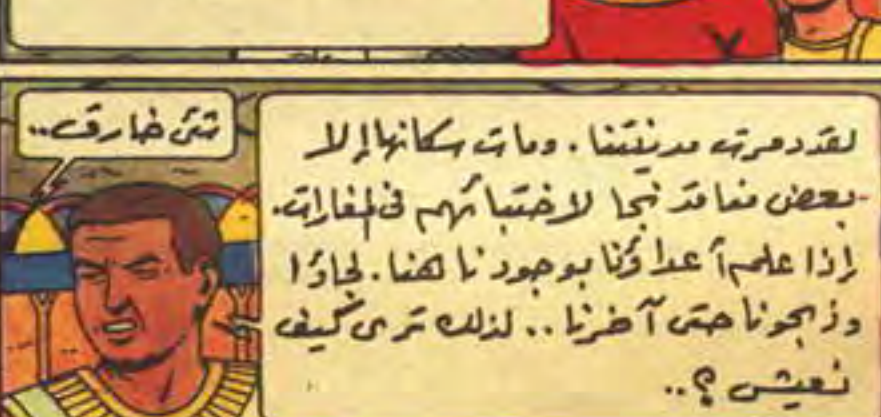 شئ خارق..
لقد دمرت مدينتنا. ومات سكانها إلا
بعض منا قد نجا لاختبائهم فى المغارات.
إذا علم أعداؤنا بوجودنا هنا. لجاؤا
وذبحونا حتى آخرنا.. لذلك ترى كيف
نعيش ؟..